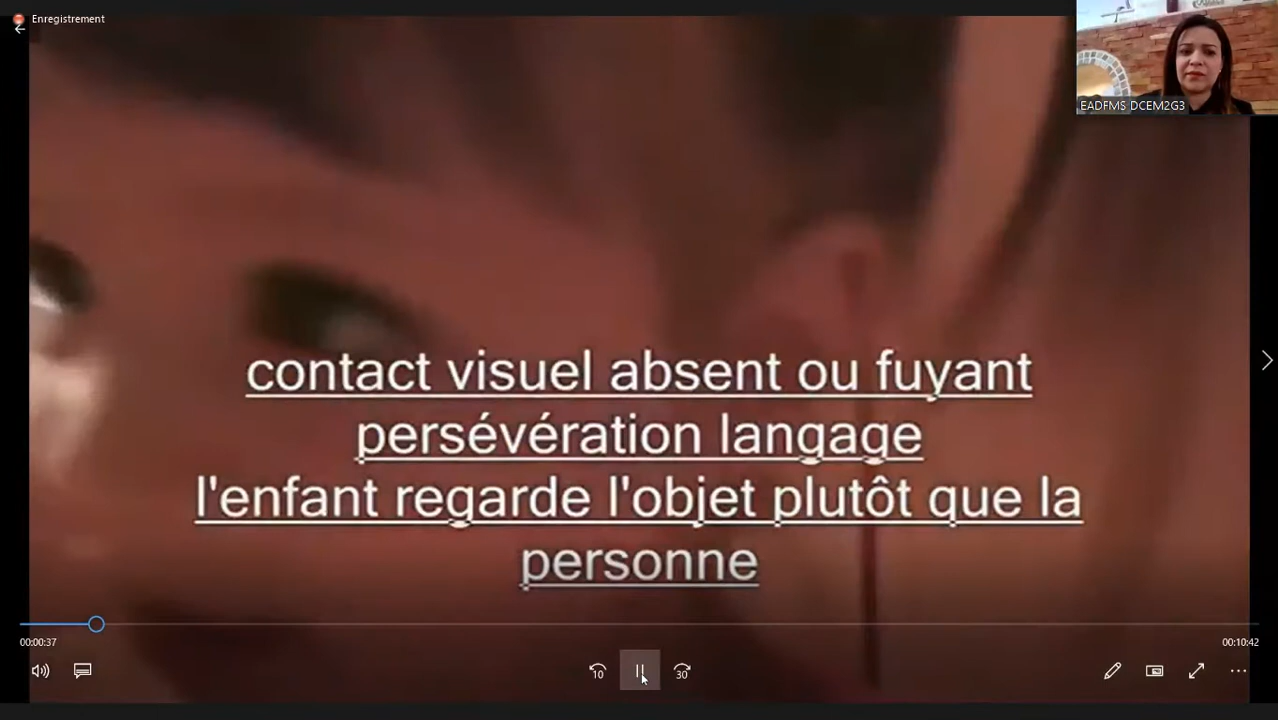 Enregistrement
EADFMS DCEM2G3
contact visuel absent ou fuyant
persévération langage
l'enfant regarde l'objet plutôt que la
personne
00:00:37
00:10:42
10
30